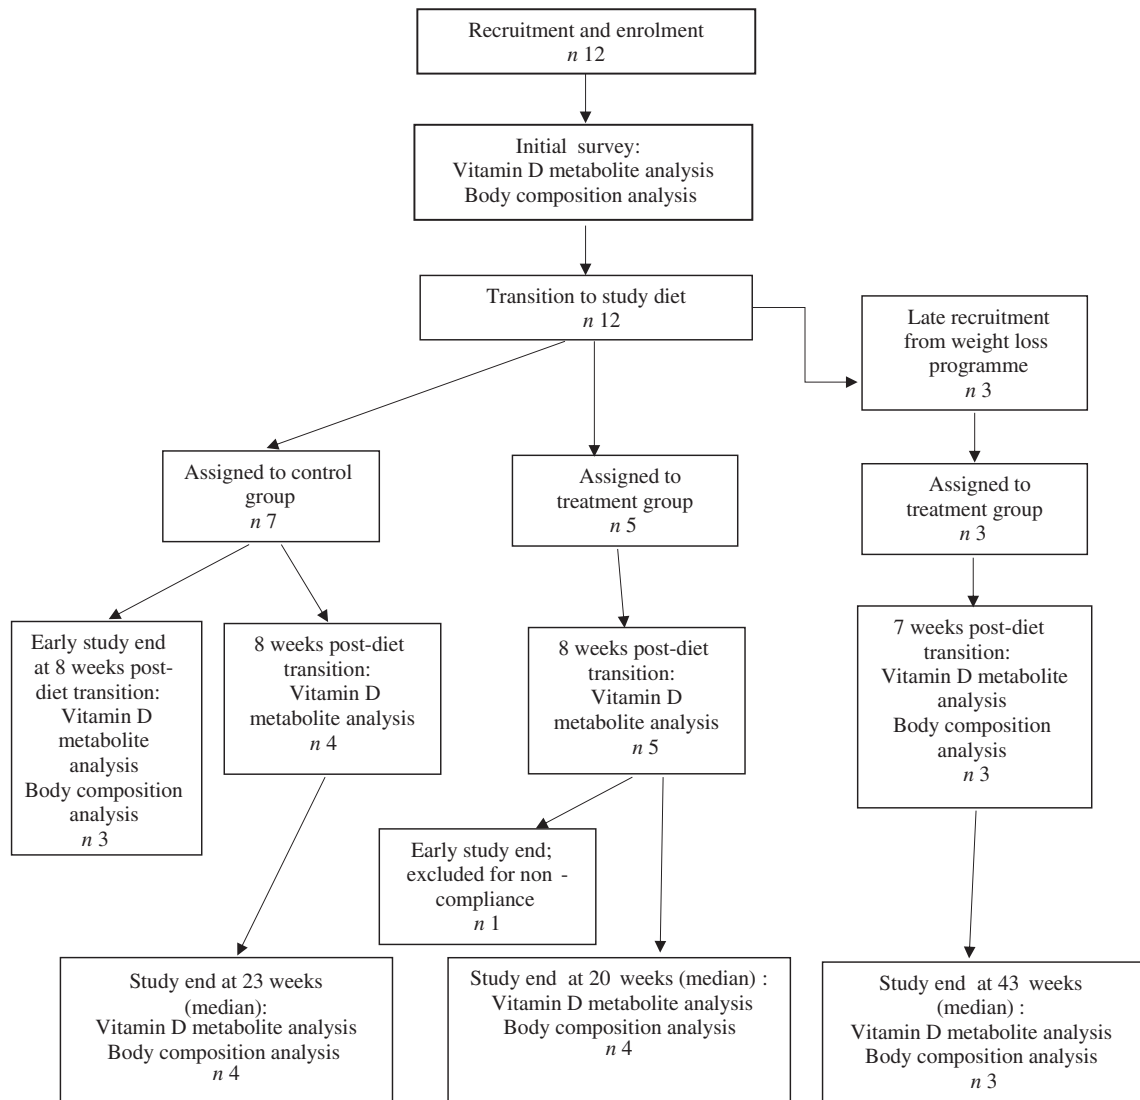 Recruitment and enrolment
n 12
Initial survey:
Vitamin D metabolite analysis
Body composition analysis
Transition to study diet
n 12
Late recruitment
from weight loss
programme
n 3
Assigned to control
group
n 7
Assigned to
treatment group
n 5
Assigned to
treatment group
n 3
Early study end
at 8 weeks post-
diet transition:
Vitamin D
metabolite
analysis
Body composition
analysis
n 3
8 weeks post-diet
transition:
Vitamin D
metabolite analysis
n 4
8 weeks post-diet
transition:
Vitamin D
metabolite analysis
n 5
7 weeks post-diet
transition:
Vitamin D metabolite
analysis
Body composition
analysis
n 3
Early study end;
excluded for non -
compliance
n 1
Study end at 23 weeks
(median):
Vitamin D metabolite analysis
Body composition analysis
n 4
Study end at 20 weeks (median) :
Vitamin D metabolite analysis
Body composition analysis
n 4
Study end at 43 weeks
(median) :
Vitamin D metabolite analysis
Body composition analysis
n 3